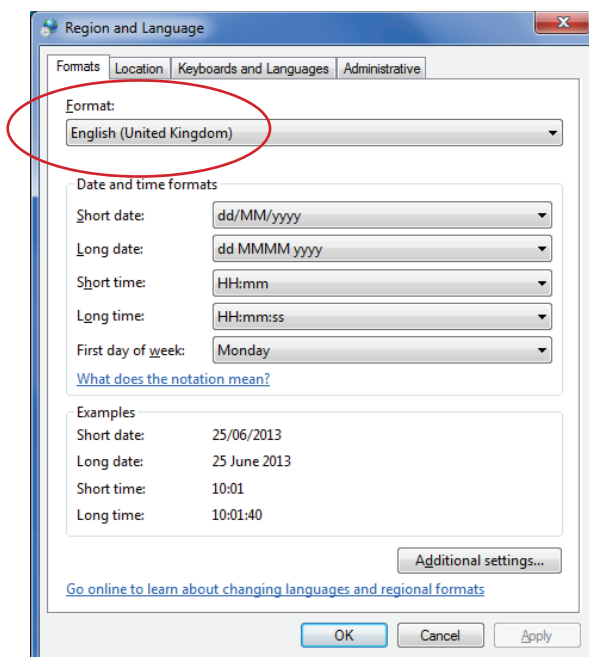 Region and Language
Formats Location Keyboards and Languages Administrative
Format:
English (United Kingdom)
Date and time formats
Short date: dd/MM/yyyy
Long date: dd MMMM yyyy
Short time: HH:mm
Long time: HH:mm:ss
First day of week: Monday
What does the notation mean?
Examples
Short date: 25/06/2013
Long date: 25 June 2013
Short time: 10:01
Long time: 10:01:40
Additional settings...
Go online to learn about changing languages and regional formats
OK Cancel Apply